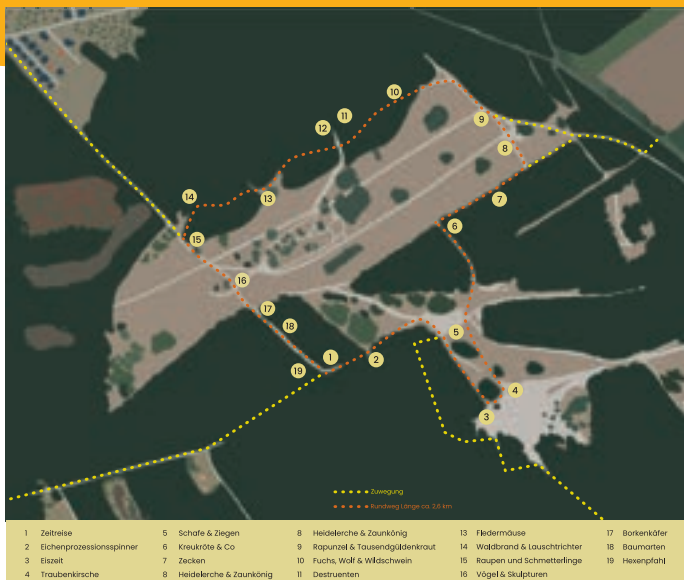 10
11
12
9
8
14
13
7
6
15
16
17
18
5
1
2
19
4
3
Zuwegung
Rundweg Länge ca. 2,6 km
1 Zeitreise
2 Eichenprozessionsspinner
3 Eiszeit
4 Traubenkirsche
5 Schafe & Ziegen
6 Kreukröte & Co
7 Zecken
8 Heidelerche & Zaunkönig
8 Heidelerche & Zaunkönig
9 Rapunzel & Tausendgüldenkraut
10 Fuchs, Wolf & Wildschwein
11 Destruenten
13 Fledermäuse
14 Waldbrand & Lauschtrichter
15 Raupen und Schmetterlinge
16 Vögel & Skulpturen
17 Borkenkäfer
18 Baumarten
19 Hexenpfahl